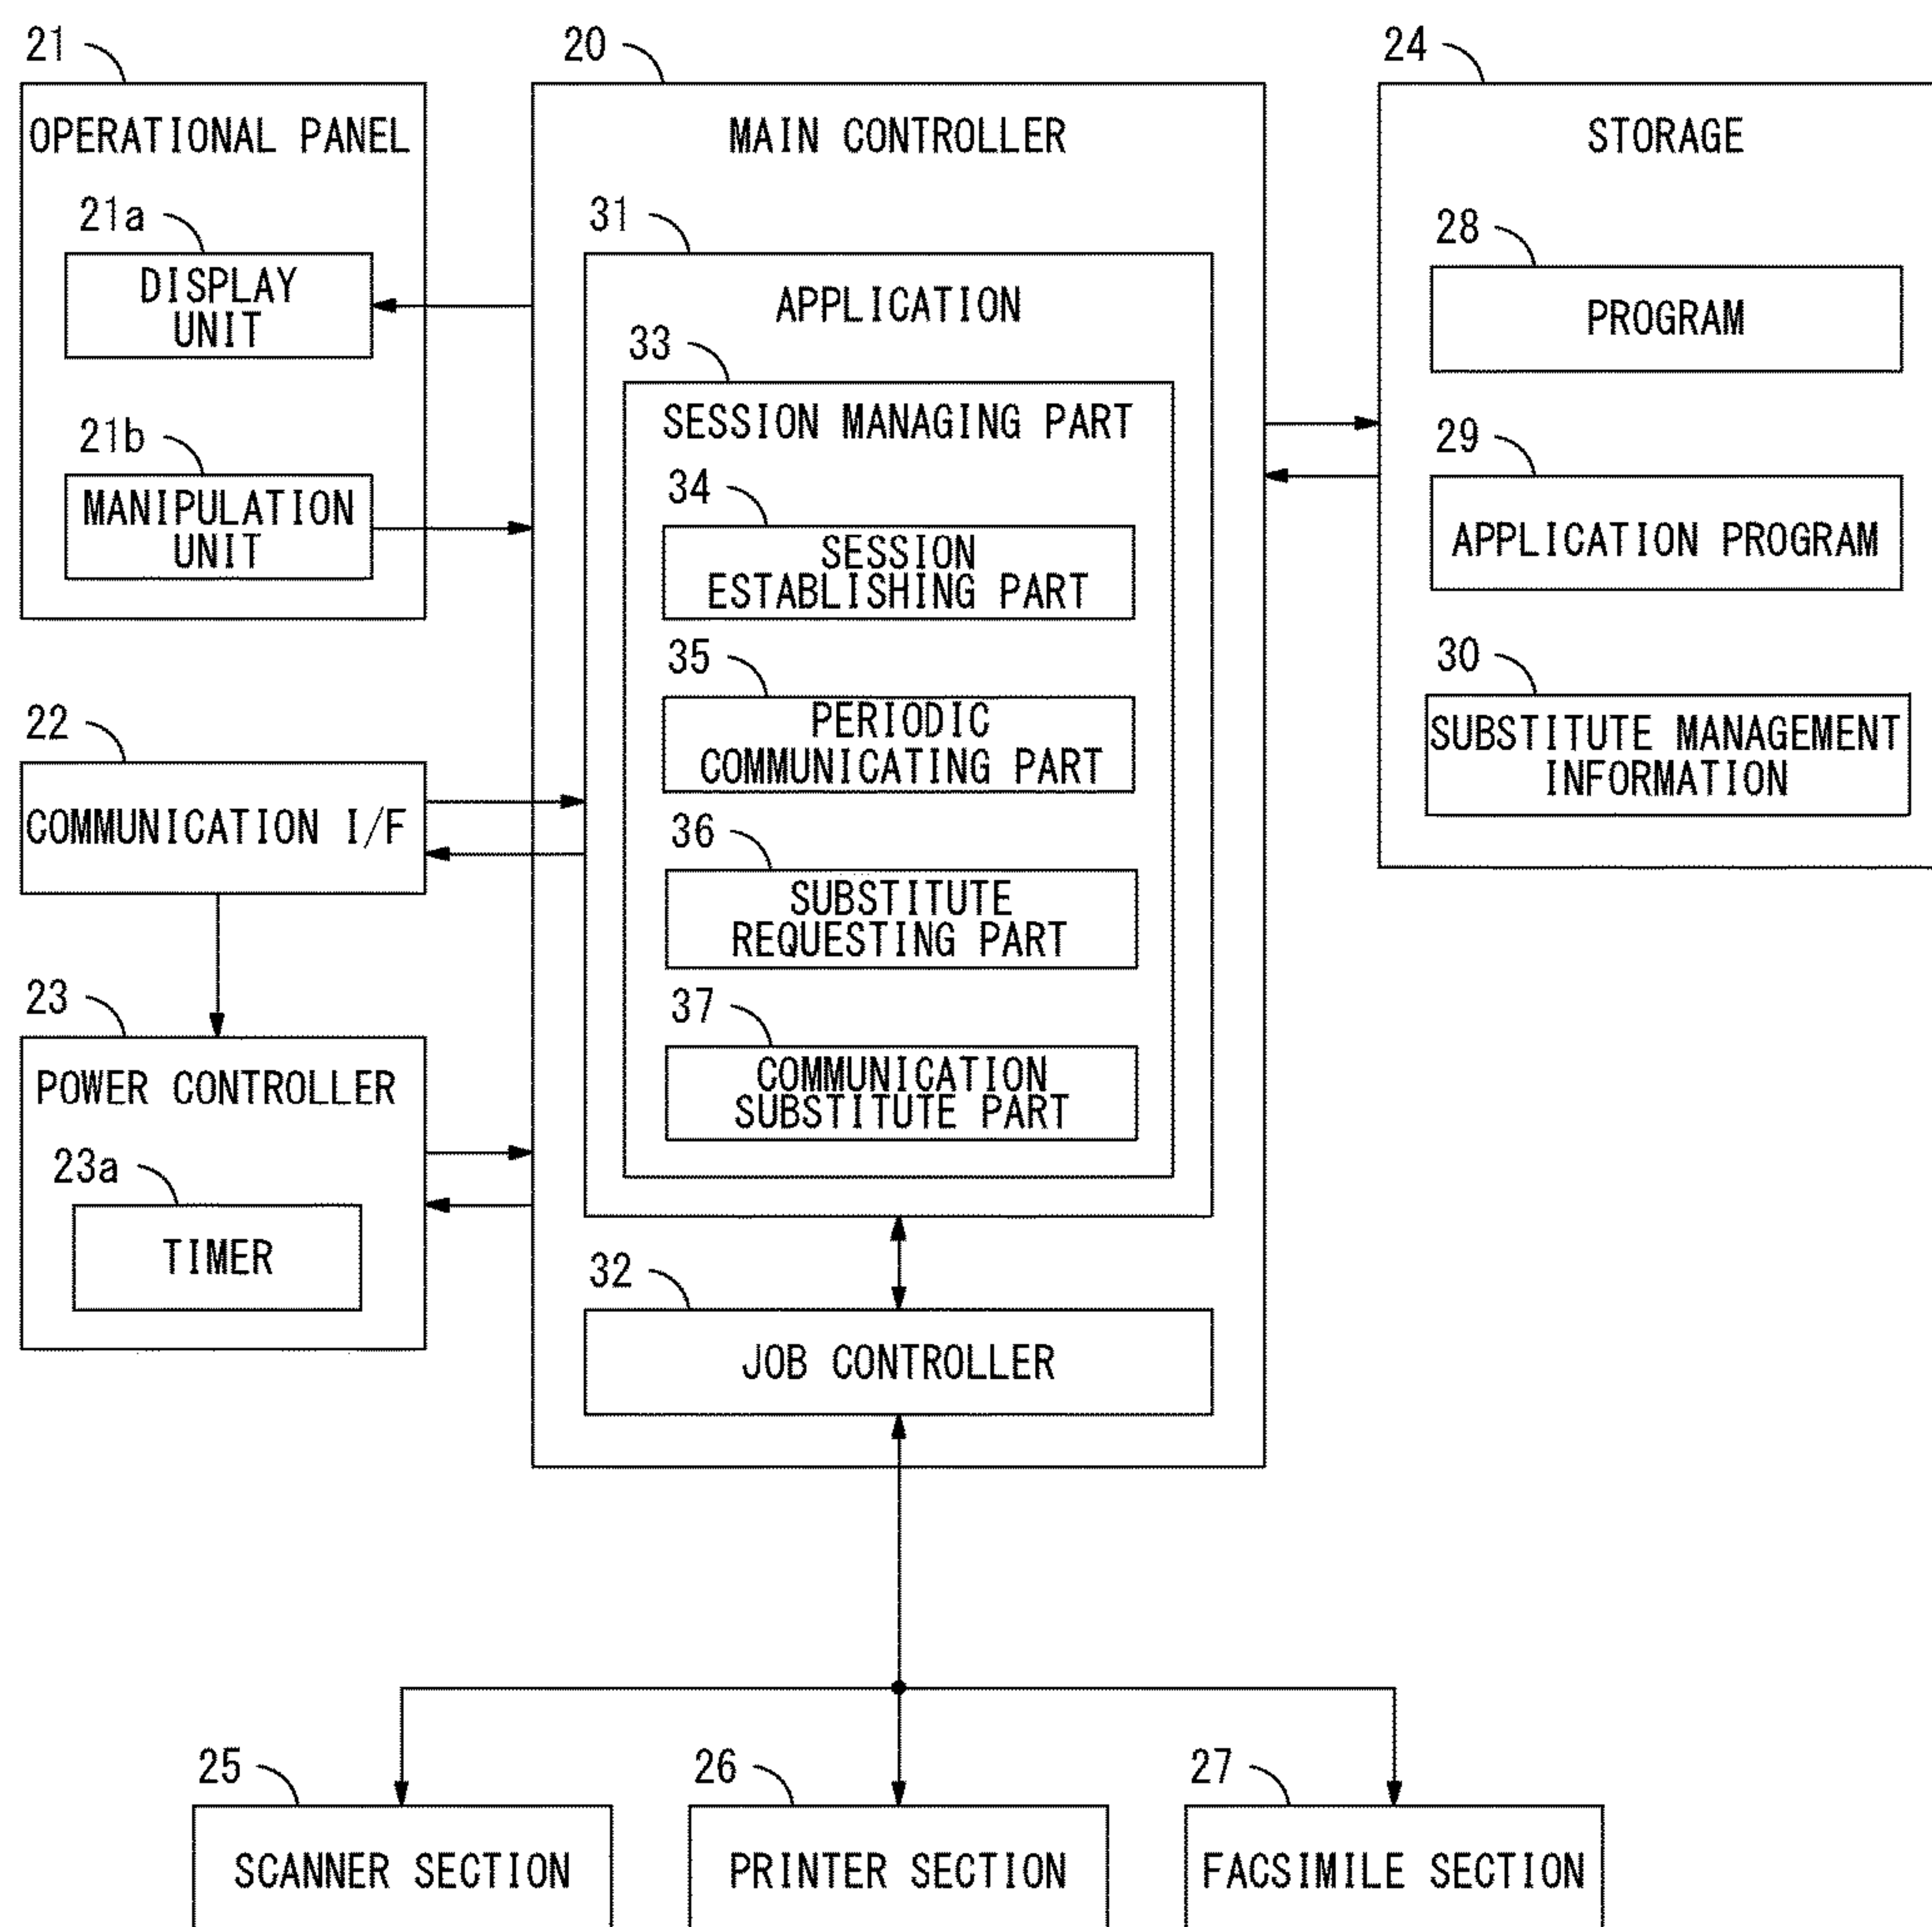 21
OPERATIONAL PANEL
21a
DISPLAY
UNIT
21b
MANIPULATION
UNIT
22
COMMUNICATION I/F
23
POWER CONTROLLER
23a
TIMER
20
MAIN CONTROLLER
31
APPLICATION
33
SESSION MANAGING PART
34
SESSION
ESTABLISHING PART
35
PERIODIC
COMMUNICATING PART
36
SUBSTITUTE
REQUESTING PART
37
COMMUNICATION
SUBSTITUTE PART
32
JOB CONTROLLER
24
STORAGE
28
PROGRAM
29
APPLICATION PROGRAM
30
SUBSTITUTE MANAGEMENT
INFORMATION
25
SCANNER SECTION
26
PRINTER SECTION
27
FACSIMILE SECTION